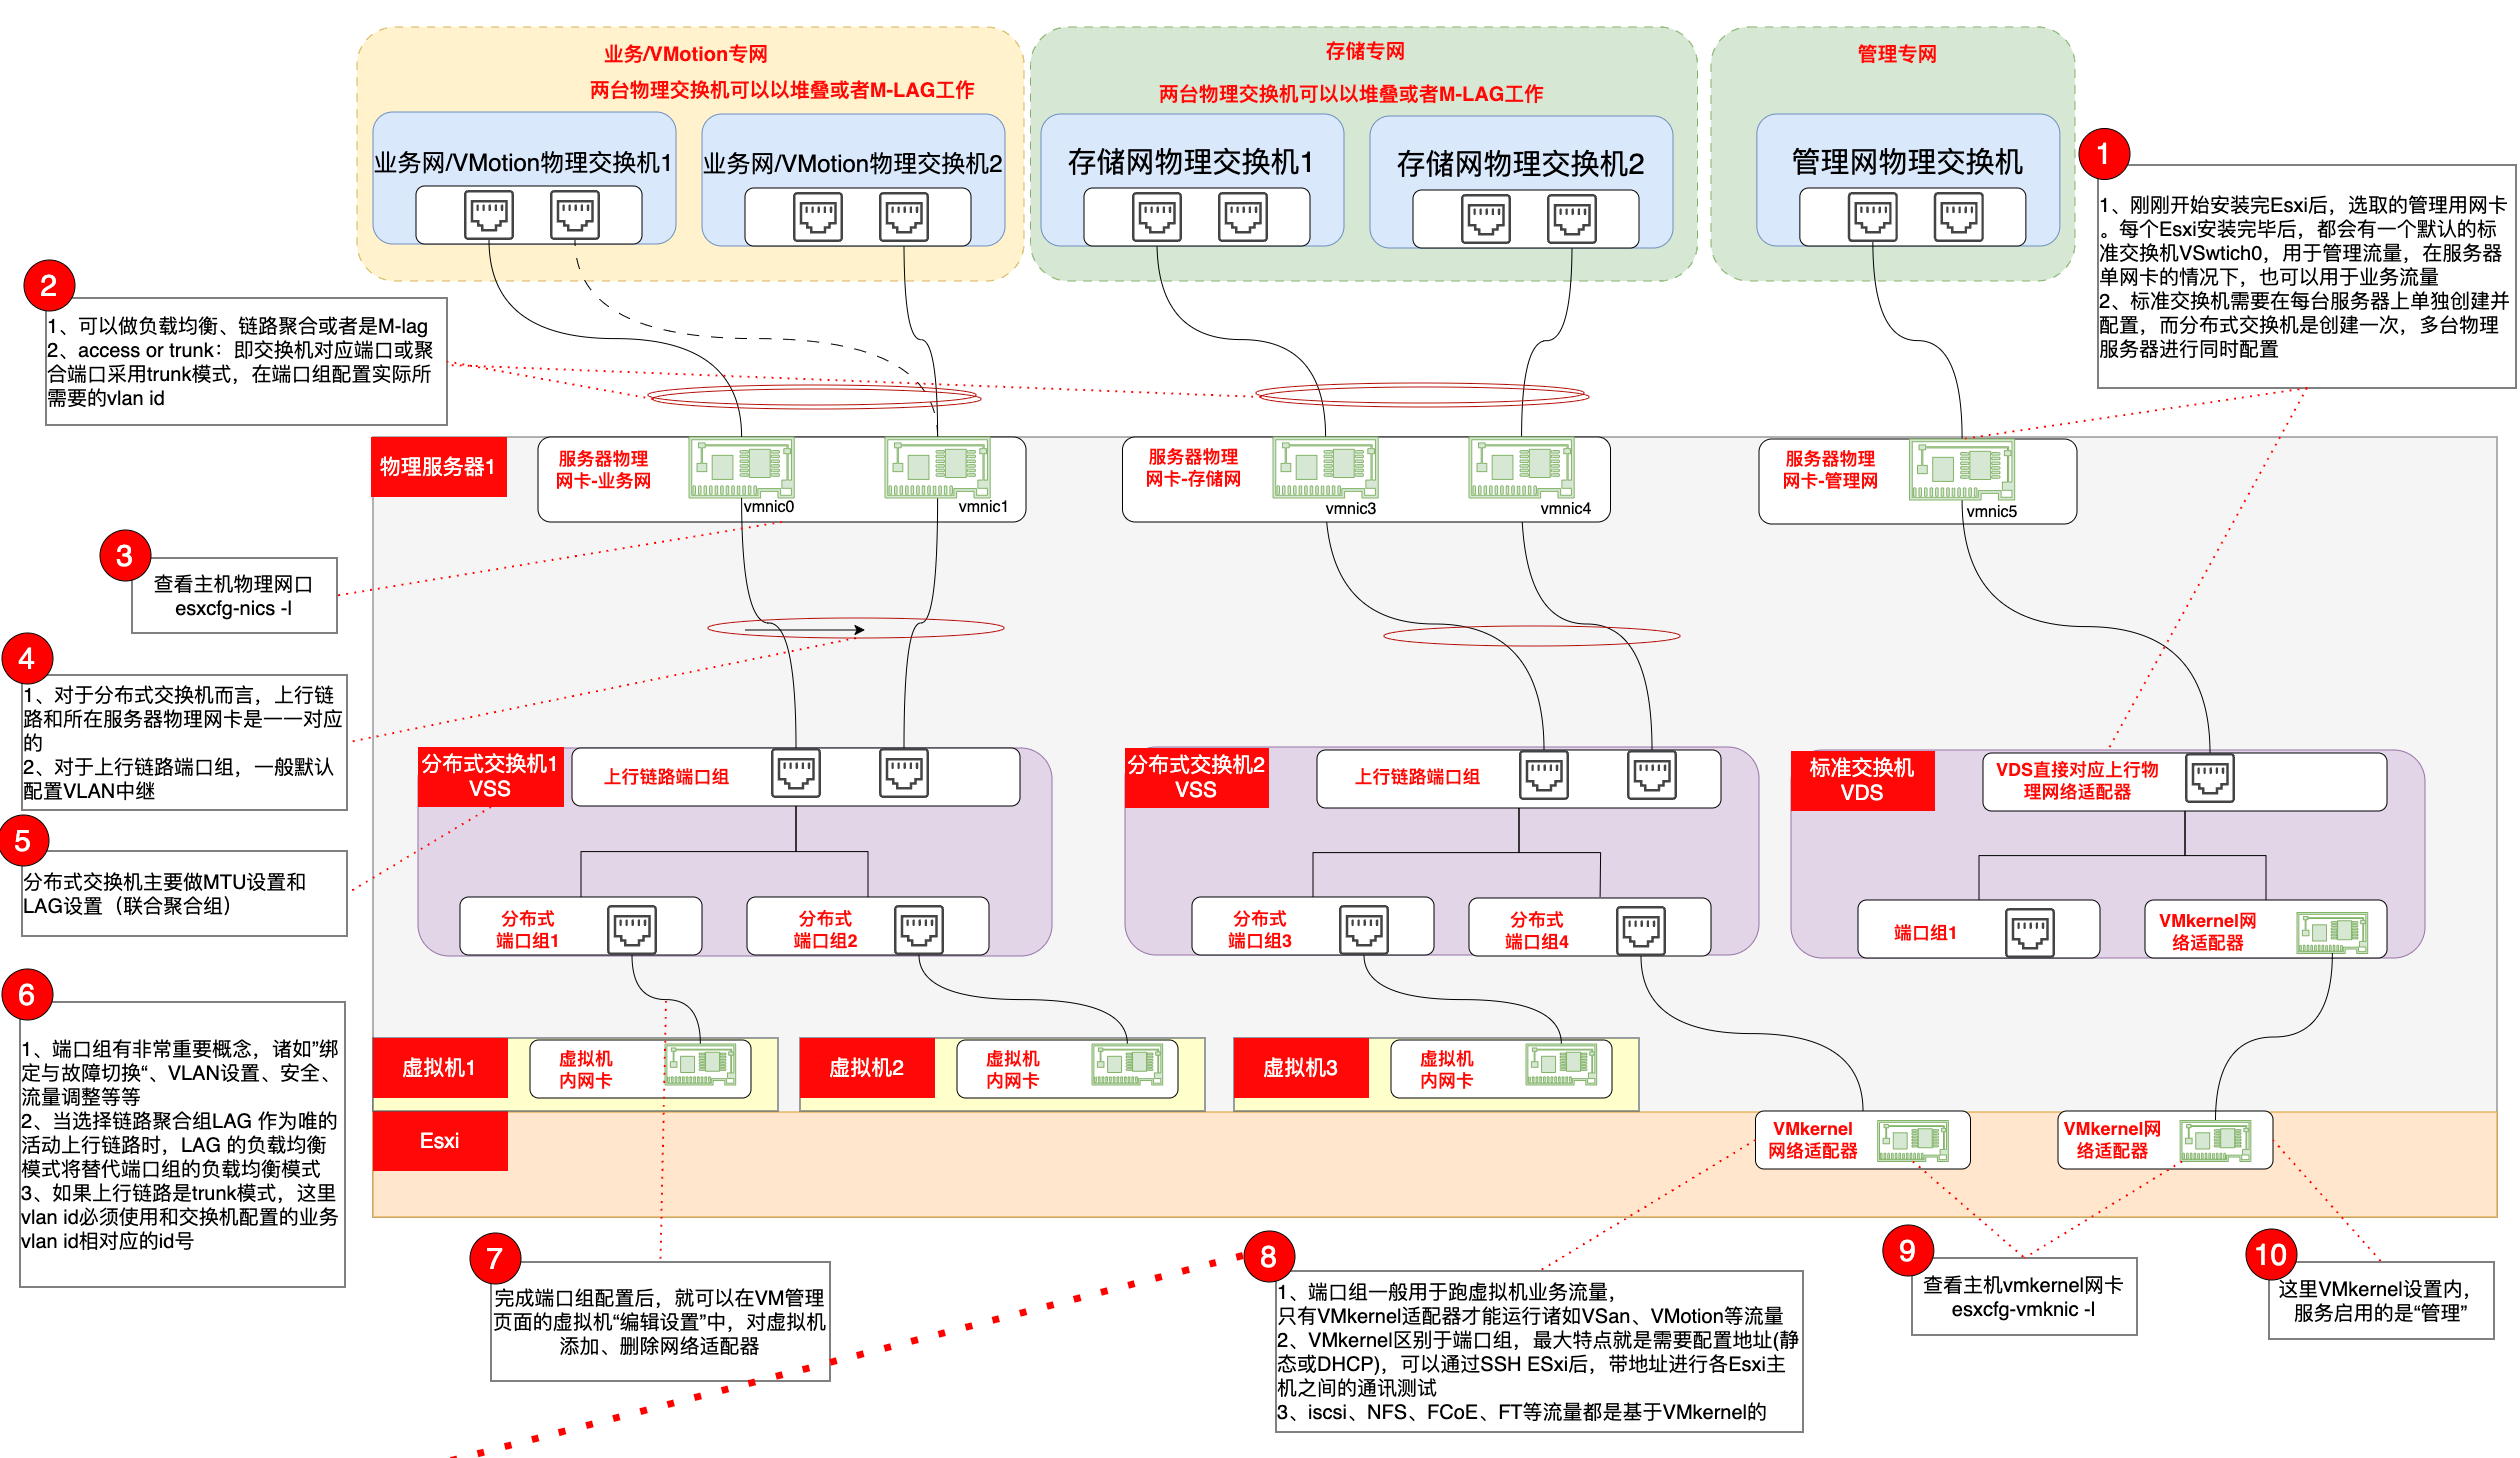 业务/VMotion专网
两台物理交换机可以以堆叠或者M-LAG工作
业务网/VMotion物理交换机1
业务网/VMotion物理交换机2
存储专网
两台物理交换机可以以堆叠或者M-LAG工作
存储网物理交换机1
存储网物理交换机2
管理专网
管理网物理交换机
1
1、刚刚开始安装完Esxi后，选取的管理用网卡
。每个Esxi安装完毕后，都会有一个默认的标
准交换机VSwtich0，用于管理流量，在服务器
单网卡的情况下，也可以用于业务流量
2、标准交换机需要在每台服务器上单独创建并
配置，而分布式交换机是创建一次，多台物理
服务器进行同时配置
2
1、可以做负载均衡、链路聚合或者是M-lag
2、access or trunk：即交换机对应端口或聚
合端口采用trunk模式，在端口组配置实际所
需要的vlan id
物理服务器1
服务器物理
网卡-业务网
vmnic0
vmnic1
服务器物理
网卡-存储网
vmnic3
vmnic4
服务器物理
网卡-管理网
vmnic5
3
查看主机物理网口
esxcfg-nics -l
4
1、对于分布式交换机而言，上行链
路和所在服务器物理网卡是一一对应
的
2、对于上行链路端口组，一般默认
配置VLAN中继
分布式交换机1
VSS
上行链路端口组
分布式交换机2
VSS
上行链路端口组
标准交换机
VDS
VDS直接对应上行物
理网络适配器
5
分布式交换机主要做MTU设置和
LAG设置（联合聚合组）
分布式
端口组1
分布式
端口组2
分布式
端口组3
分布式
端口组4
端口组1
VMkernel网
络适配器
6
1、端口组有非常重要概念，诸如”绑
定与故障切换“、VLAN设置、安全、
流量调整等等
2、当选择链路聚合组LAG 作为唯的
活动上行链路时，LAG 的负载均衡
模式将替代端口组的负载均衡模式
3、如果上行链路是trunk模式，这里
vlan id必须使用和交换机配置的业务
vlan id相对应的id号
虚拟机1
虚拟机
内网卡
虚拟机2
虚拟机
内网卡
虚拟机3
虚拟机
内网卡
Esxi
VMkernel
网络适配器
VMkernel网
络适配器
7
完成端口组配置后，就可以在VM管理
页面的虚拟机“编辑设置”中，对虚拟机
添加、删除网络适配器
8
1、端口组一般用于跑虚拟机业务流量，
只有VMkernel适配器才能运行诸如VSan、VMotion等流量
2、VMkernel区别于端口组，最大特点就是需要配置地址(静
态或DHCP)，可以通过SSH ESxi后，带地址进行各Esxi主
机之间的通讯测试
3、iscsi、NFS、FCoE、FT等流量都是基于VMkernel的
9
查看主机vmkernel网卡
esxcfg-vmknic -l
10
这里VMkernel设置内，
服务启用的是“管理”